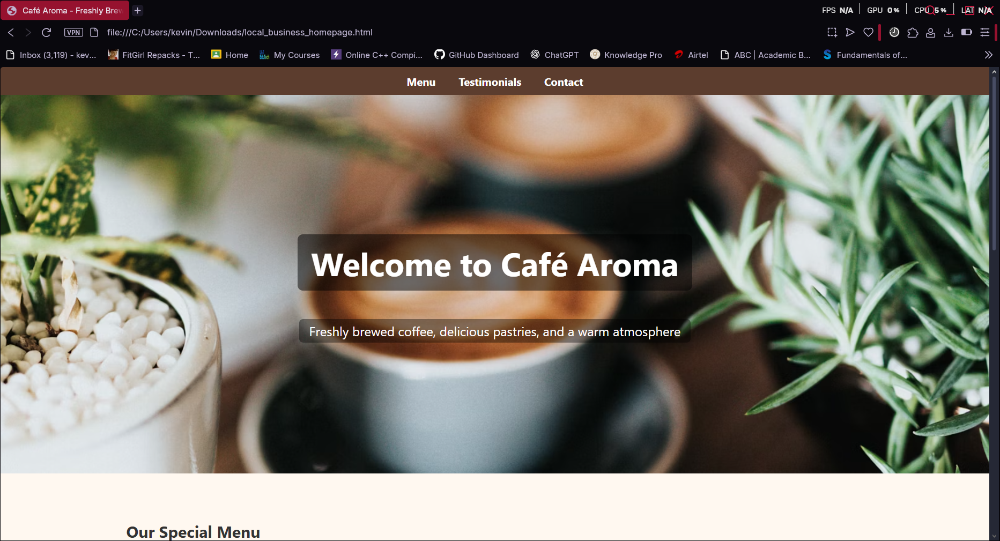 Café Aroma - Freshly Brew
FPS N/A GPU 0% CPU 5% LAT N/A
VPN file:///C:/Users/kevin/Downloads/local_business_homepage.html
Inbox (3,119) - kev... FitGirl Repacks - T... Home My Courses Online C++ Compi... GitHub Dashboard ChatGPT Knowledge Pro Airtel ABC | Academic B... Fundamentals of...
Menu Testimonials Contact
Welcome to Café Aroma
Freshly brewed coffee, delicious pastries, and a warm atmosphere
Our Special Menu